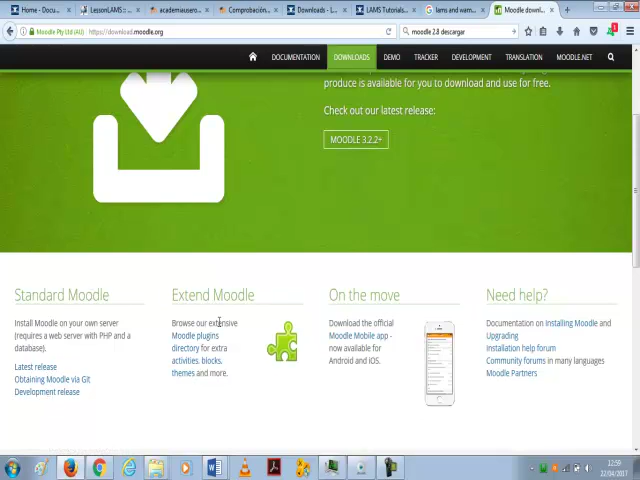 Home - Docu...
LessonLAMS ::...
academiausero...
Comprobación...
Downloads - L...
LAMS Tutorials...
lams and warn...
Moodle downl...
Moodle Pty Ltd (AU)
https://download.moodle.org
moodle 2.8 descargar
DOCUMENTATION
DOWNLOADS
DEMO
TRACKER
DEVELOPMENT
TRANSLATION
MOODLE.NET
produce is available for you to download and use for free.
Check out our latest release:
MOODLE 3.2.2+
Standard Moodle
Install Moodle on your own server
(requires a web server with PHP and a
database).
Latest release
Obtaining Moodle via Git
Development release
Extend Moodle
Browse our extensive
Moodle plugins
directory for extra
activities, blocks,
themes and more.
On the move
Download the official
Moodle Mobile app -
now available for
Android and iOS.
Need help?
Documentation on Installing Moodle and
Upgrading
Installation help forum
Community forums in many languages
Moodle Partners
12:59
22/04/2017